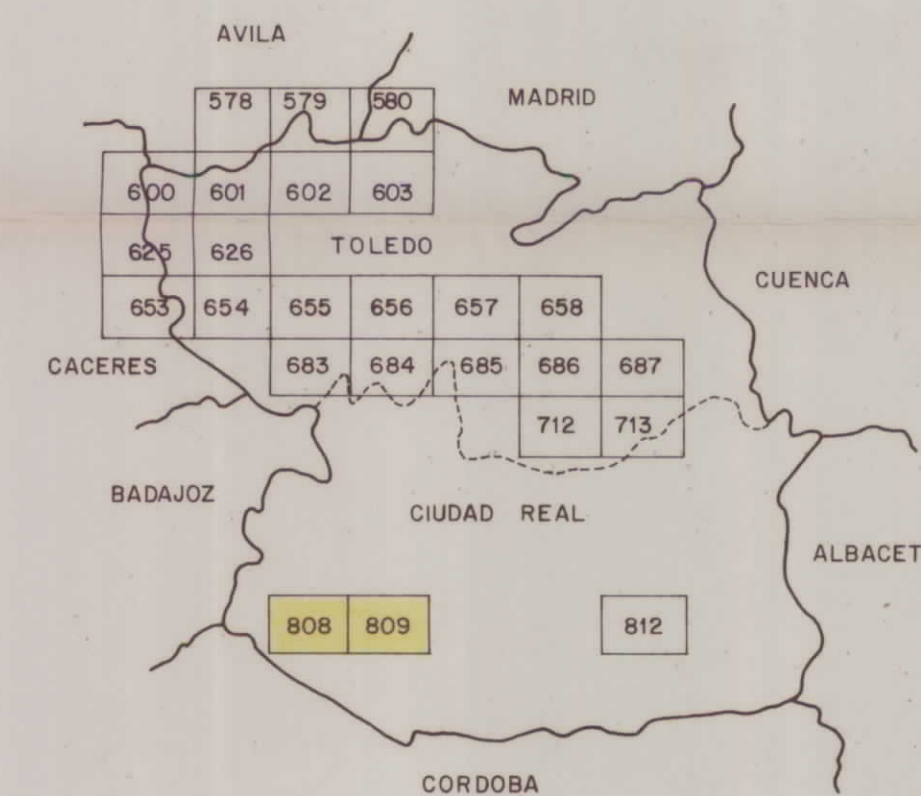 AVILA
578 579 580 MADRID
600 601 602 603
625 626 TOLEDO
CUENCA
653 654 655 656 657 658
CACERES 683 684 685 686 687
712 713
BADAJOZ
CIUDAD REAL
ALBACET
808 809 812
CORDOBA